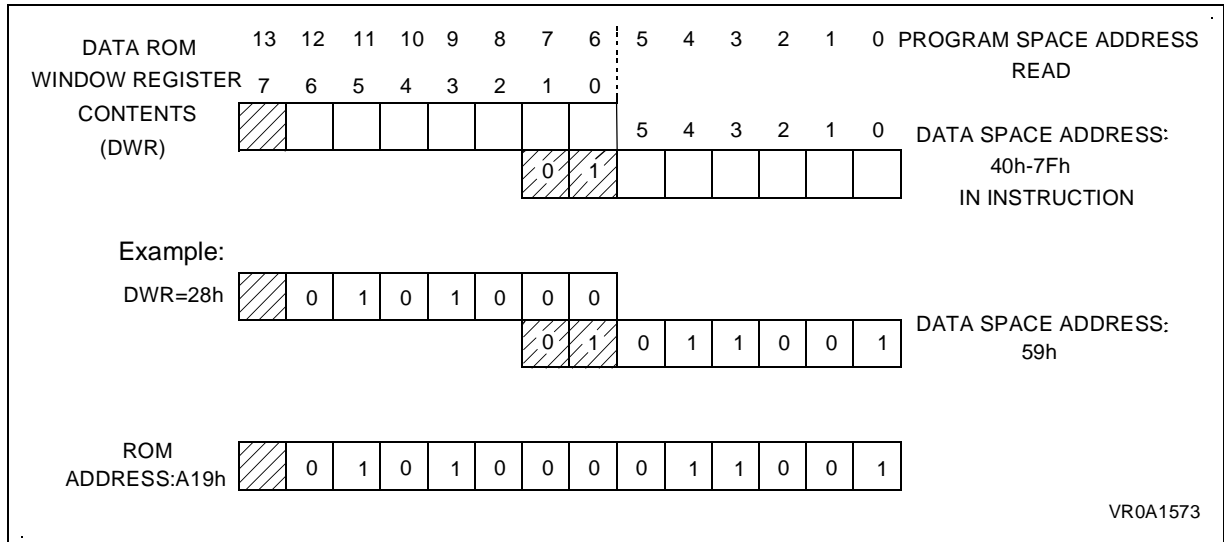 DATA ROM
WINDOW REGISTER
CONTENTS
(DWR)
13 12 11 10 9 8 7 6 5 4 3 2 1 0
PROGRAM SPACE ADDRESS
READ
7 6 5 4 3 2 1 0
5 4 3 2 1 0
DATA SPACE ADDRESS:
40h-7Fh
IN INSTRUCTION
0 1
Example:
DWR=28h
0 1 0 1 0 0 0
0 1 0 1 1 0 0 1
DATA SPACE ADDRESS:
59h
ROM
ADDRESS:A19h
0 1 0 1 0 0 0 0 1 1 0 0 1
VR0A1573